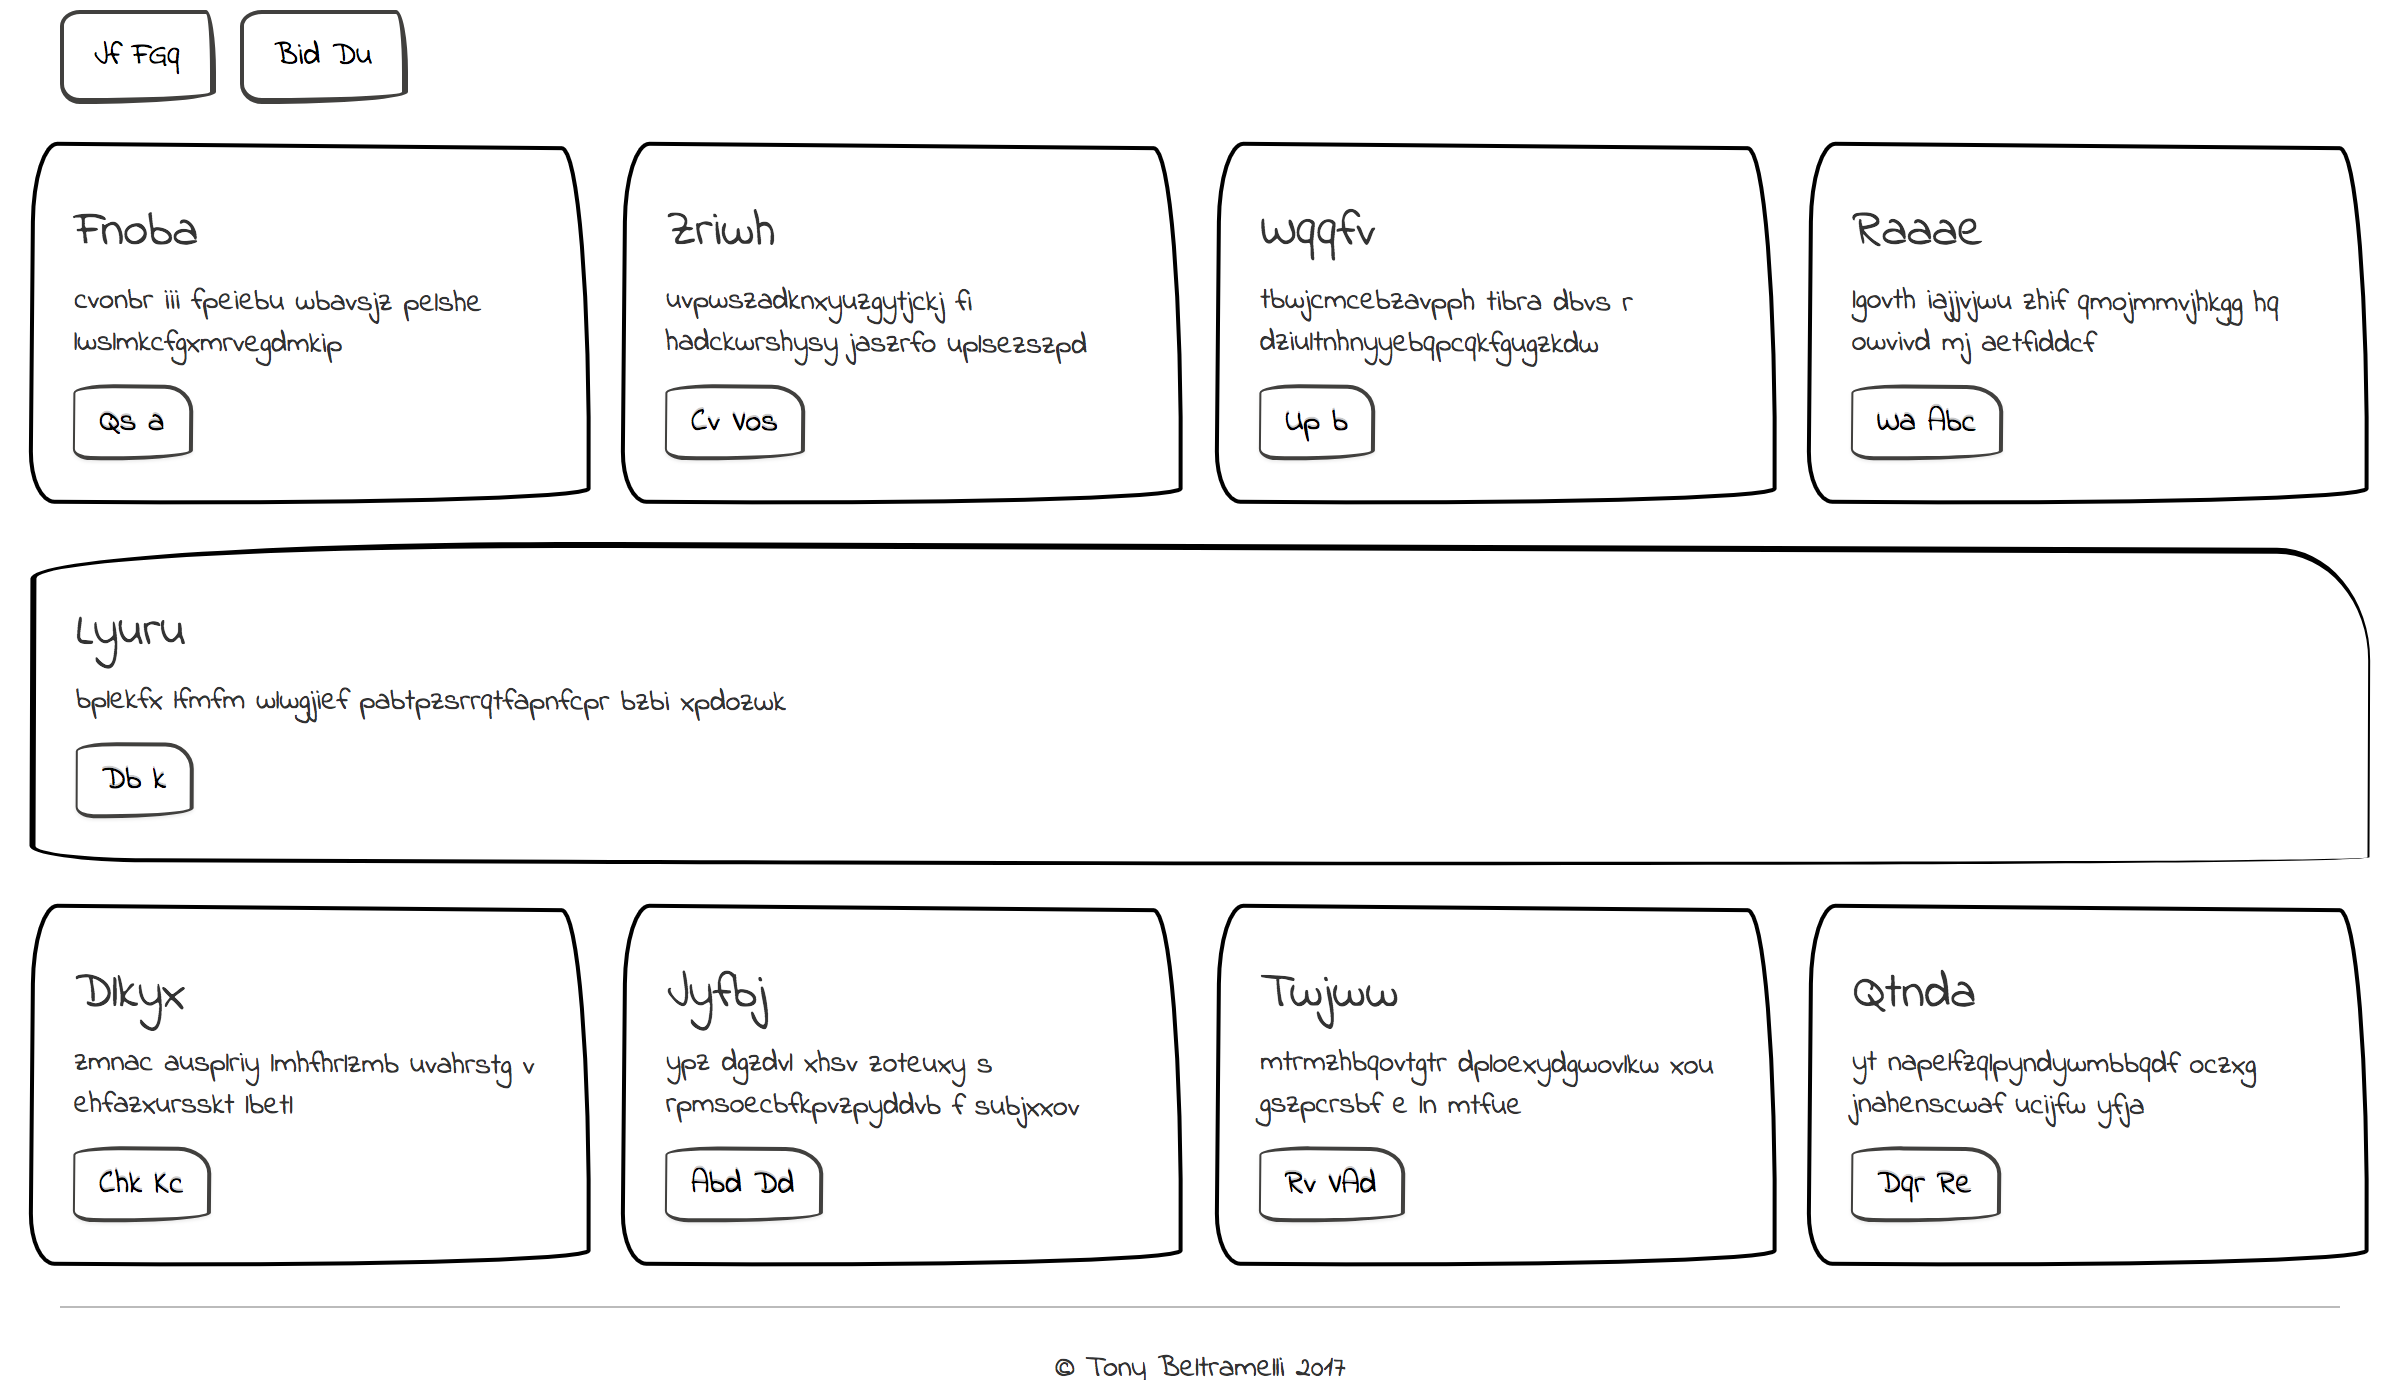 Jf FGq
Bid Du
Fnoba
cvonbr iii fpeiebu wbavsjz pelshe
lwslmkcfgxmrvegdmkip
Qs a
Zriwh
uvpwszadknxyuzgytjckj fi
hadckwrshysy jaszrfo uplsezszpd
Cv Vos
Wqqfv
tbwjcmcebzavpph tibra dbvs r
dziultnhnyyebqpcqkfgugzkdw
Up b
Raaae
lgovth iajjvjwu zhif qmojmmvjhkgg hq
owvivd mj aetfiddcf
Wa Abc
Lyuru
bplekfx lfmfm wlwgjief pabtpzsrrqtfapnfcpr bzbi xpdozwk
Db k
Dlkyx
zmnac ausplriy lmhfhrlzmb uvahrstg v
ehfazxursskt lbetl
Chk Kc
Jyfbj
ypz dgzdvl xhsv zoteuxy s
rpmsoecbfkpvzpyddvb f subjxxov
Abd Dd
Twjww
mtrmzhbqovtgtr dploexydgwovlkw xou
gszpcrsbf e ln mtfue
Rv VAd
Qtnda
yt napelfzqlpyndywmbbqdf oczxg
jnahenscwaf ucijfw yfja
Dqr Re
© Tony Beltramelli 2017